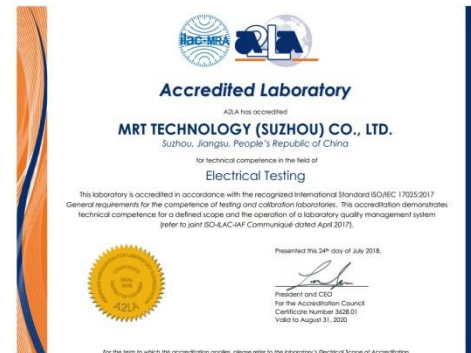 ilac-MRA
A2LA
Accredited Laboratory
A2LA has accredited
MRT TECHNOLOGY (SUZHOU) CO., LTD.
Suzhou, Jiangsu, People's Republic of China
for technical competence in the field of
Electrical Testing
This laboratory is accredited in accordance with the recognized International Standard ISO/IEC 17025:2017
General requirements for the competence of testing and calibration laboratories. This accreditation demonstrates
technical competence for a defined scope and the operation of a laboratory quality management system
(refer to joint ISO-ILAC-IAF Communiqué dated April 2017).
Presented this 24th day of July 2018.
President and CEO
For the Accreditation Council
Certificate Number 3628.01
Valid to August 31, 2020
SEAL
1978
A2LA
For the tests to which this accreditation applies, please refer to the laboratory's Electrical Scope of Accreditation.